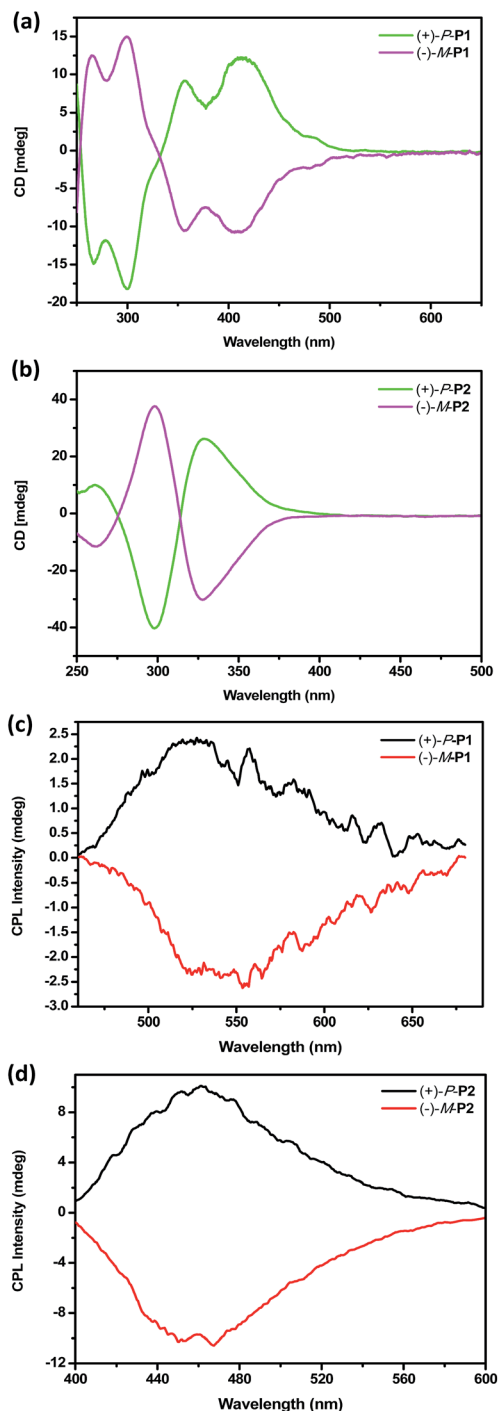 (a)
(+)-P-P1
(-)-M-P1
15
10
5
0
-5
-10
-15
-20
CD [mdeg]
300 400 500 600
Wavelength (nm)
(b)
(+)-P-P2
(-)-M-P2
40
20
0
-20
-40
CD [mdeg]
250 300 350 400 450 500
Wavelength (nm)
(c)
(+)-P-P1
(-)-M-P1
2.5
2.0
1.5
1.0
0.5
0.0
-0.5
-1.0
-1.5
-2.0
-2.5
-3.0
CPL Intensity (mdeg)
500 550 600 650
Wavelength (nm)
(d)
(+)-P-P2
(-)-M-P2
8
4
0
-4
-8
-12
CPL Intensity (mdeg)
400 440 480 520 560 600
Wavelength (nm)